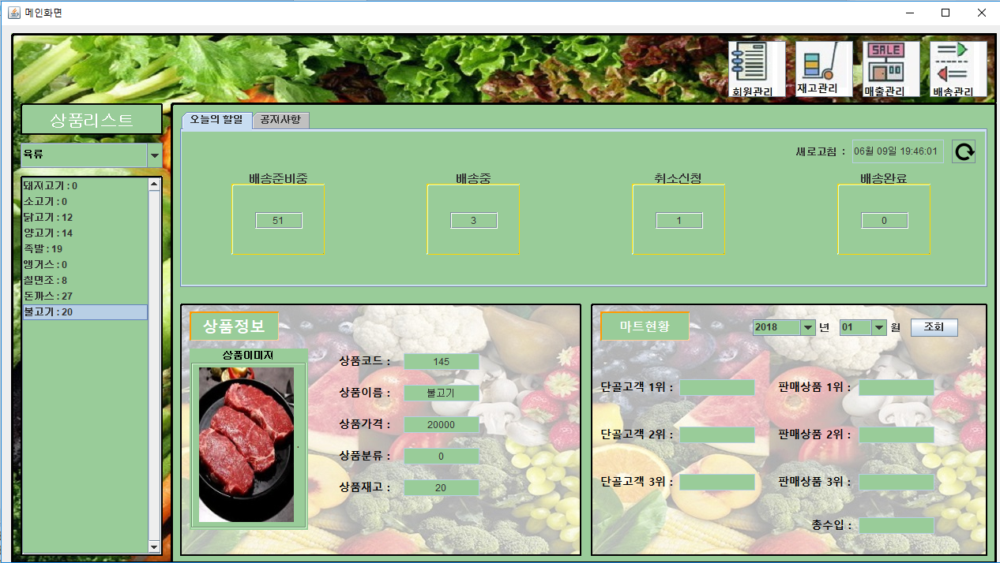 메인화면
SALE
회원관리
재고관리
매출관리
배송관리
상품리스트
육류
돼지고기 : 0
소고기 : 0
닭고기 : 12
양고기 : 14
족발 : 19
앵거스 : 0
칠면조 : 8
돈까스 : 27
불고기 : 20
오늘의 할일
공지사항
새로고침 :
06월 09일 19:46:01
배송준비중
배송중
취소신청
배송완료
51
3
1
0
상품정보
상품이미지
상품코드 : 145
상품이름 : 불고기
상품가격 : 20000
상품분류 : 0
상품재고 : 20
마트현황
2018 년 01 월 조회
단골고객 1위 : 판매상품 1위 :
단골고객 2위 : 판매상품 2위 :
단골고객 3위 : 판매상품 3위 :
총수입 :